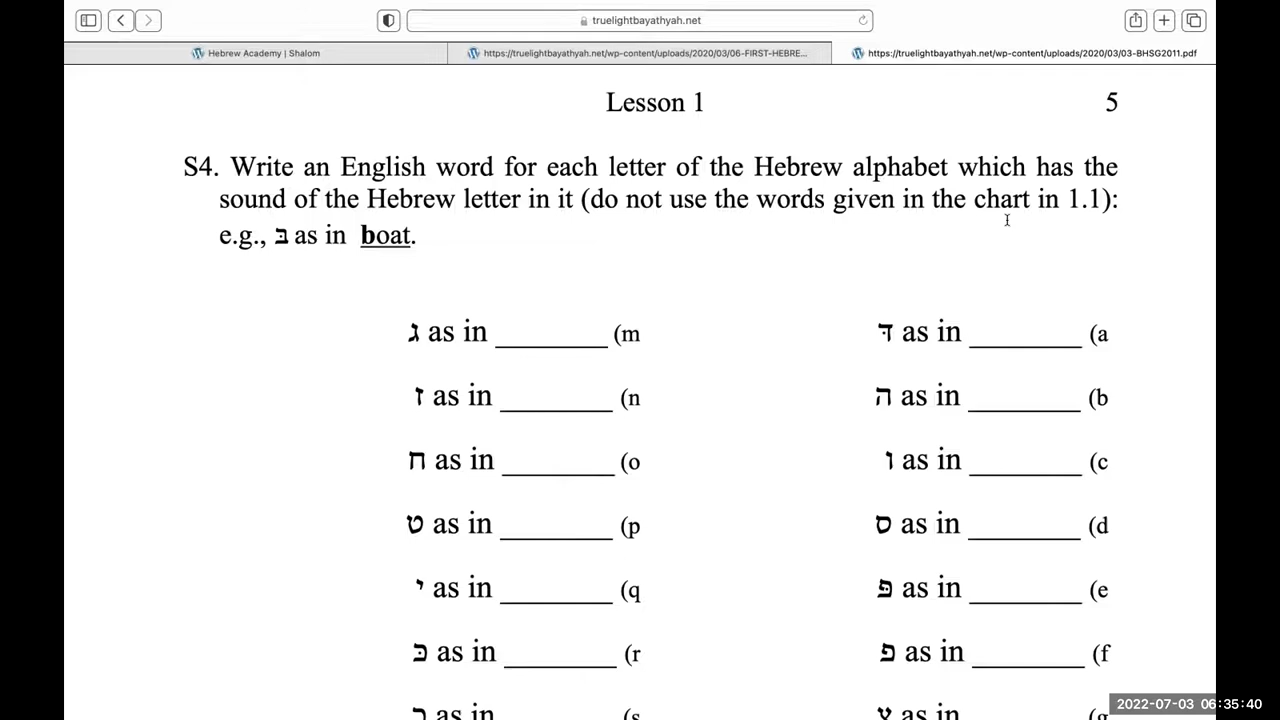 truelightbayathyah.net
Hebrew Academy | Shalom
https://truelightbayathyah.net/wp-content/uploads/2020/03/06-FIRST-HEBRE...
https://truelightbayathyah.net/wp-content/uploads/2020/03/03-BHSG2011.pdf
Lesson 1 5
S4. Write an English word for each letter of the Hebrew alphabet which has the
sound of the Hebrew letter in it (do not use the words given in the chart in 1.1):
e.g., בּ as in boat.
ג as in ________ (m דּ as in ________ (a
ז as in ________ (n ה as in ________ (b
ח as in ________ (o ו as in ________ (c
ט as in ________ (p ס as in ________ (d
י as in ________ (q פּ as in ________ (e
כּ as in ________ (r פ as in ________ (f
as in (s as in (g
2022-07-03 06:35:40